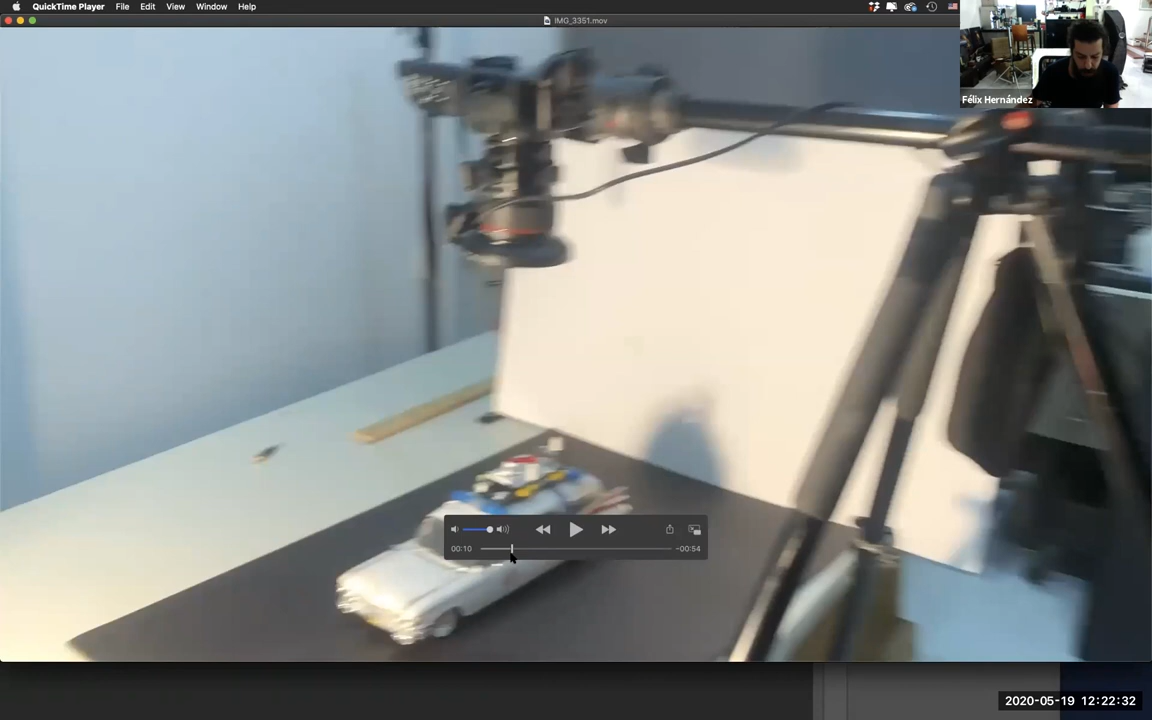 QuickTime Player File Edit View Window Help
IMG_3351.mov
Félix Hernández
00:10 -00:54
2020-05-19 12:22:32